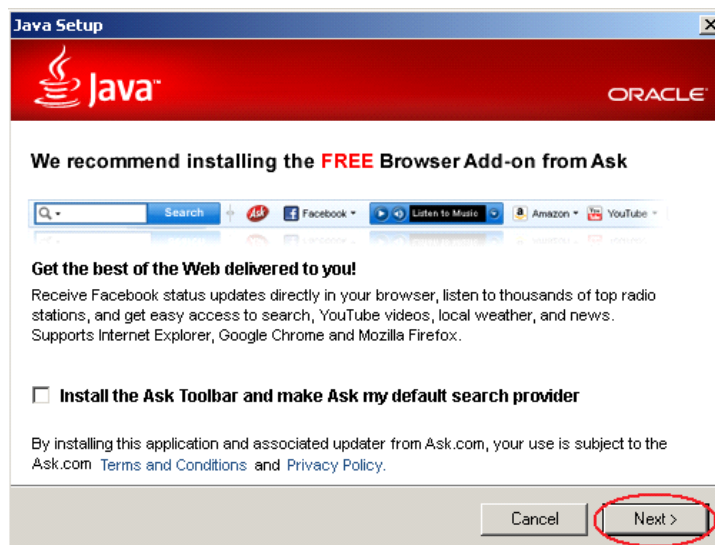 Java Setup
Java™
ORACLE
We recommend installing the FREE Browser Add-on from Ask
Search Ask Facebook Listen to Music Amazon YouTube
Get the best of the Web delivered to you!
Receive Facebook status updates directly in your browser, listen to thousands of top radio
stations, and get easy access to search, YouTube videos, local weather, and news.
Supports Internet Explorer, Google Chrome and Mozilla Firefox.
Install the Ask Toolbar and make Ask my default search provider
By installing this application and associated updater from Ask.com, your use is subject to the
Ask.com Terms and Conditions and Privacy Policy.
Cancel Next >